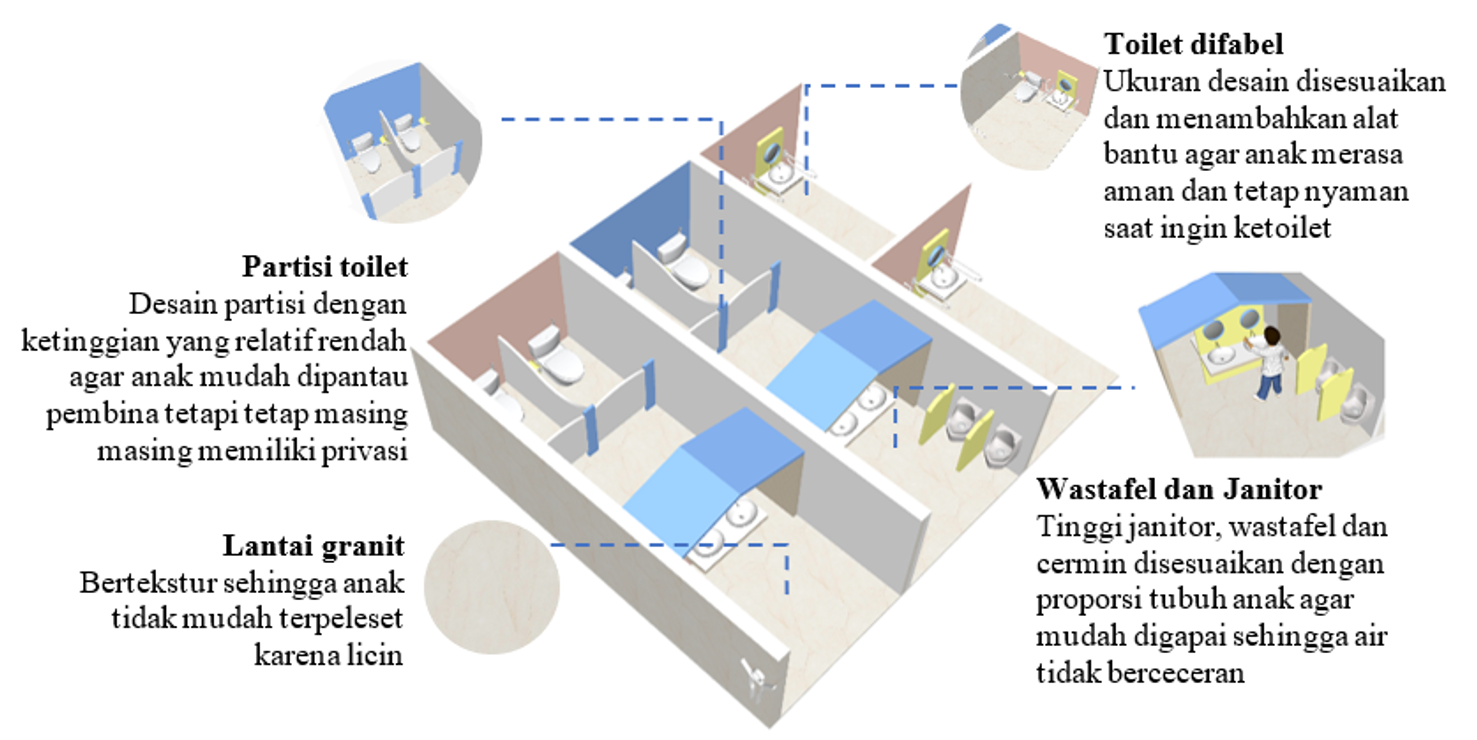 Toilet difabel
Ukuran desain disesuaikan
dan menambahkan alat
bantu agar anak merasa
aman dan tetap nyaman
saat ingin ketoilet
Partisi toilet
Desain partisi dengan
ketinggian yang relatif rendah
agar anak mudah dipantau
pembina tetapi tetap masing
masing memiliki privasi
Wastafel dan Janitor
Tinggi janitor, wastafel dan
cermin disesuaikan dengan
proporsi tubuh anak agar
mudah digapai sehingga air
tidak berceceran
Lantai granit
Bertekstur sehingga anak
tidak mudah terpeleset
karena licin